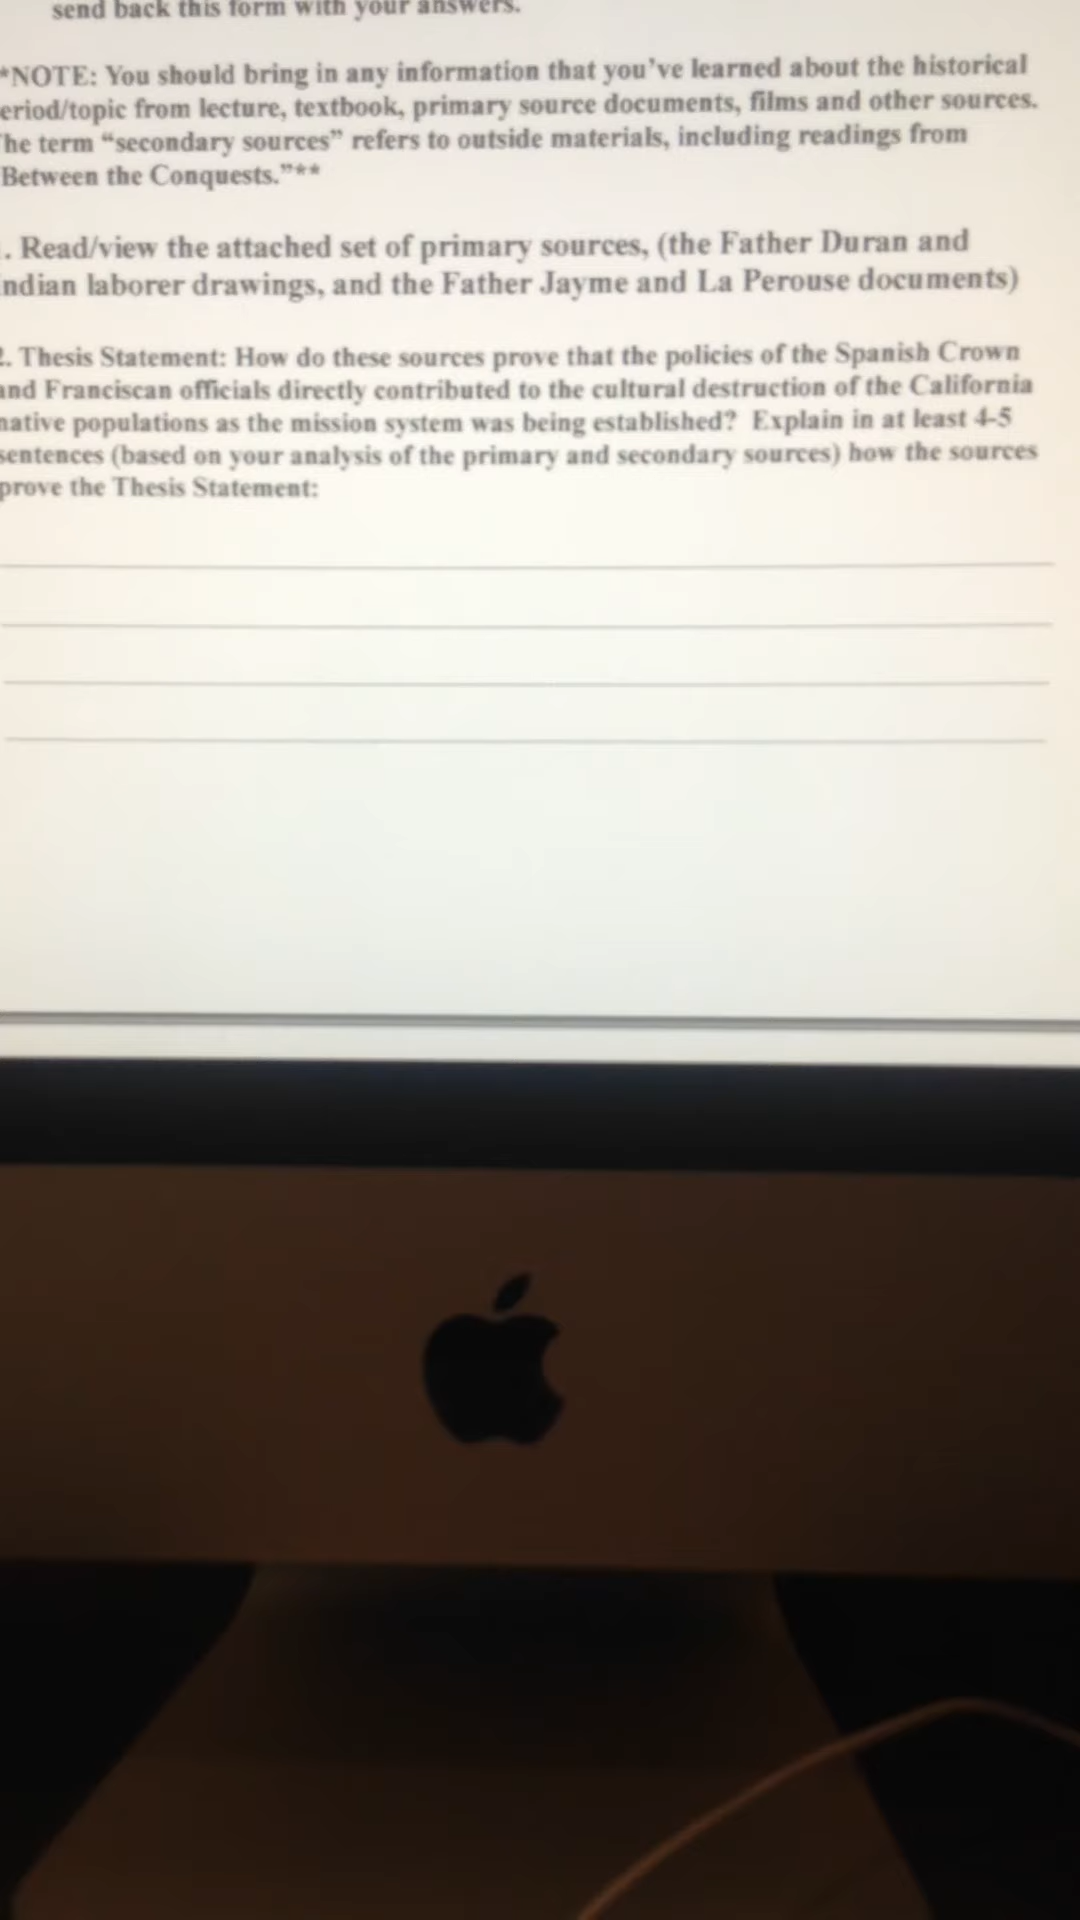 send back this form with your answers.
*NOTE: You should bring in any information that you've learned about the historical
eriod/topic from lecture, textbook, primary source documents, films and other sources.
he term “secondary sources” refers to outside materials, including readings from
Between the Conquests.”**
. Read/view the attached set of primary sources, (the Father Duran and
ndian laborer drawings, and the Father Jayme and La Perouse documents)
2. Thesis Statement: How do these sources prove that the policies of the Spanish Crown
and Franciscan officials directly contributed to the cultural destruction of the California
native populations as the mission system was being established? Explain in at least 4-5
sentences (based on your analysis of the primary and secondary sources) how the sources
prove the Thesis Statement: